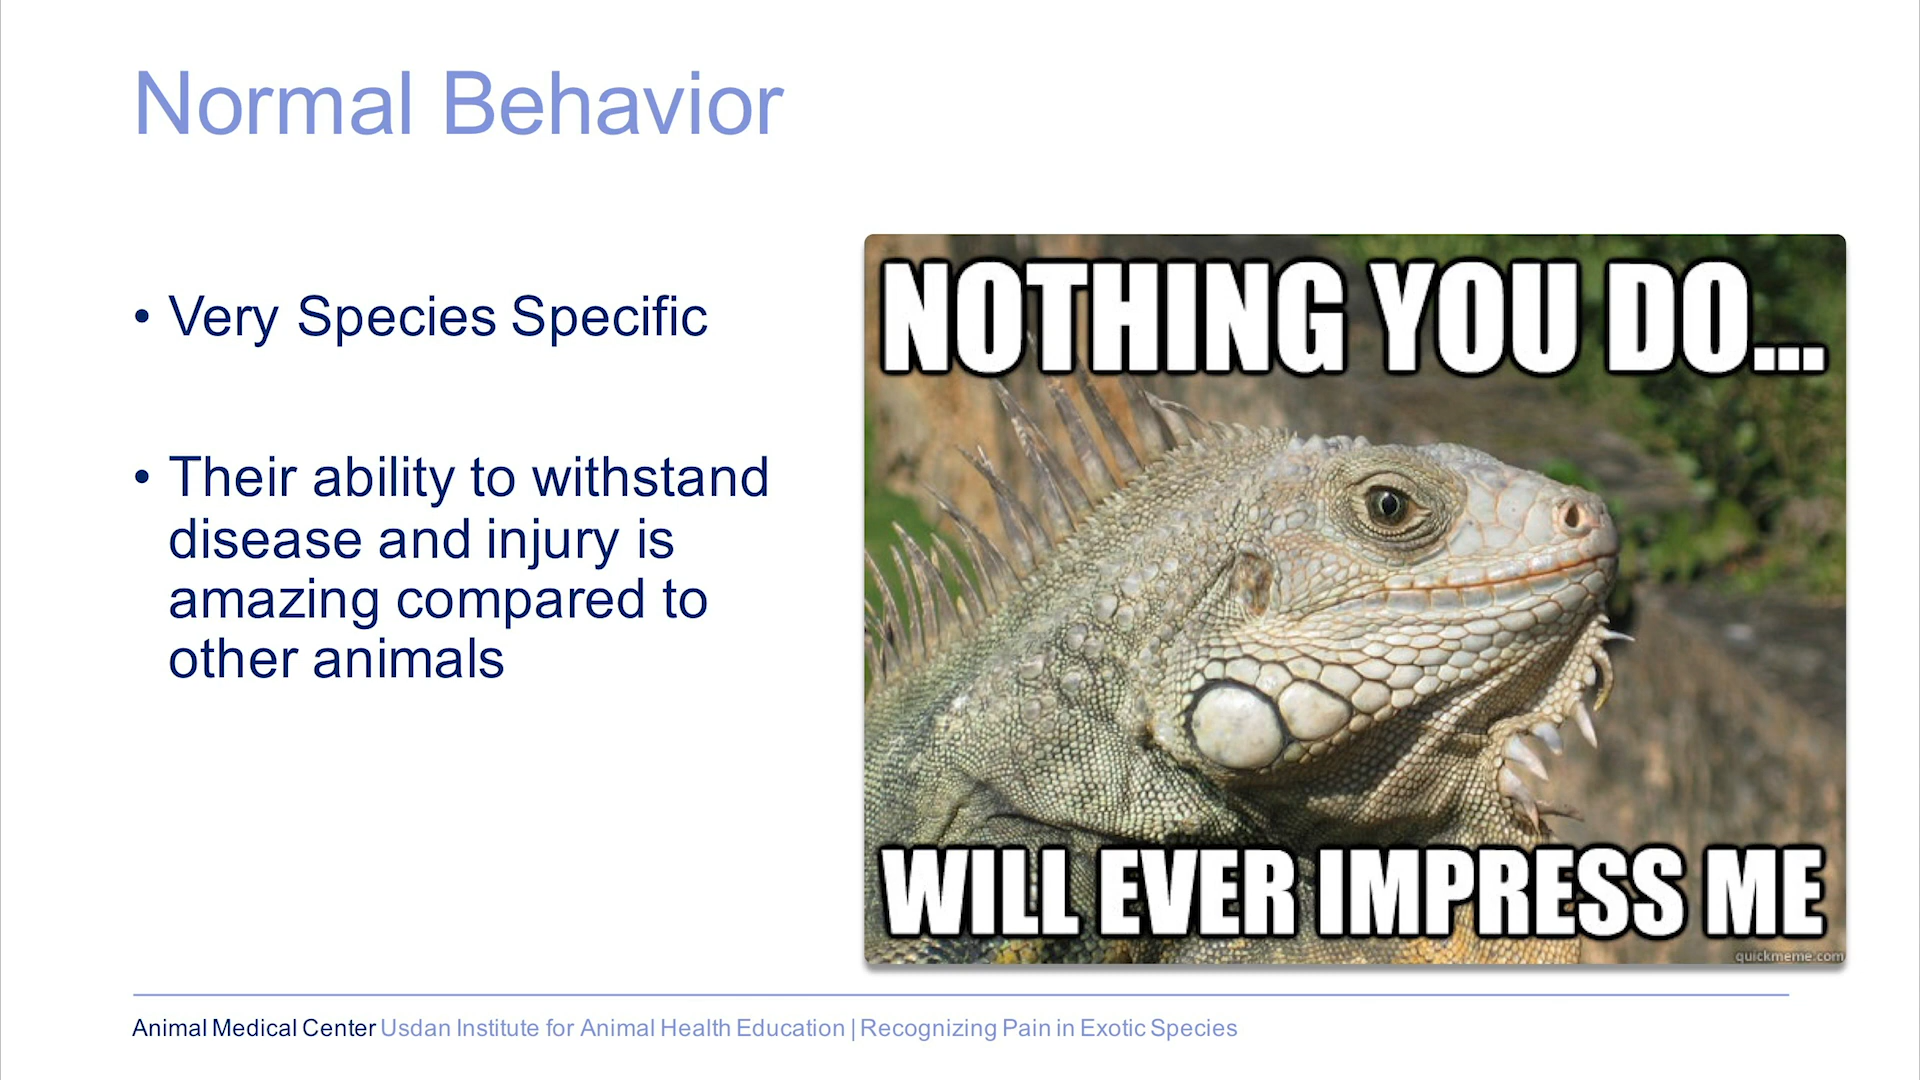 Normal Behavior
• Very Species Specific
• Their ability to withstand
disease and injury is
amazing compared to
other animals
NOTHING YOU DO...
WILL EVER IMPRESS ME
quickmeme.com
Animal Medical Center Usdan Institute for Animal Health Education | Recognizing Pain in Exotic Species